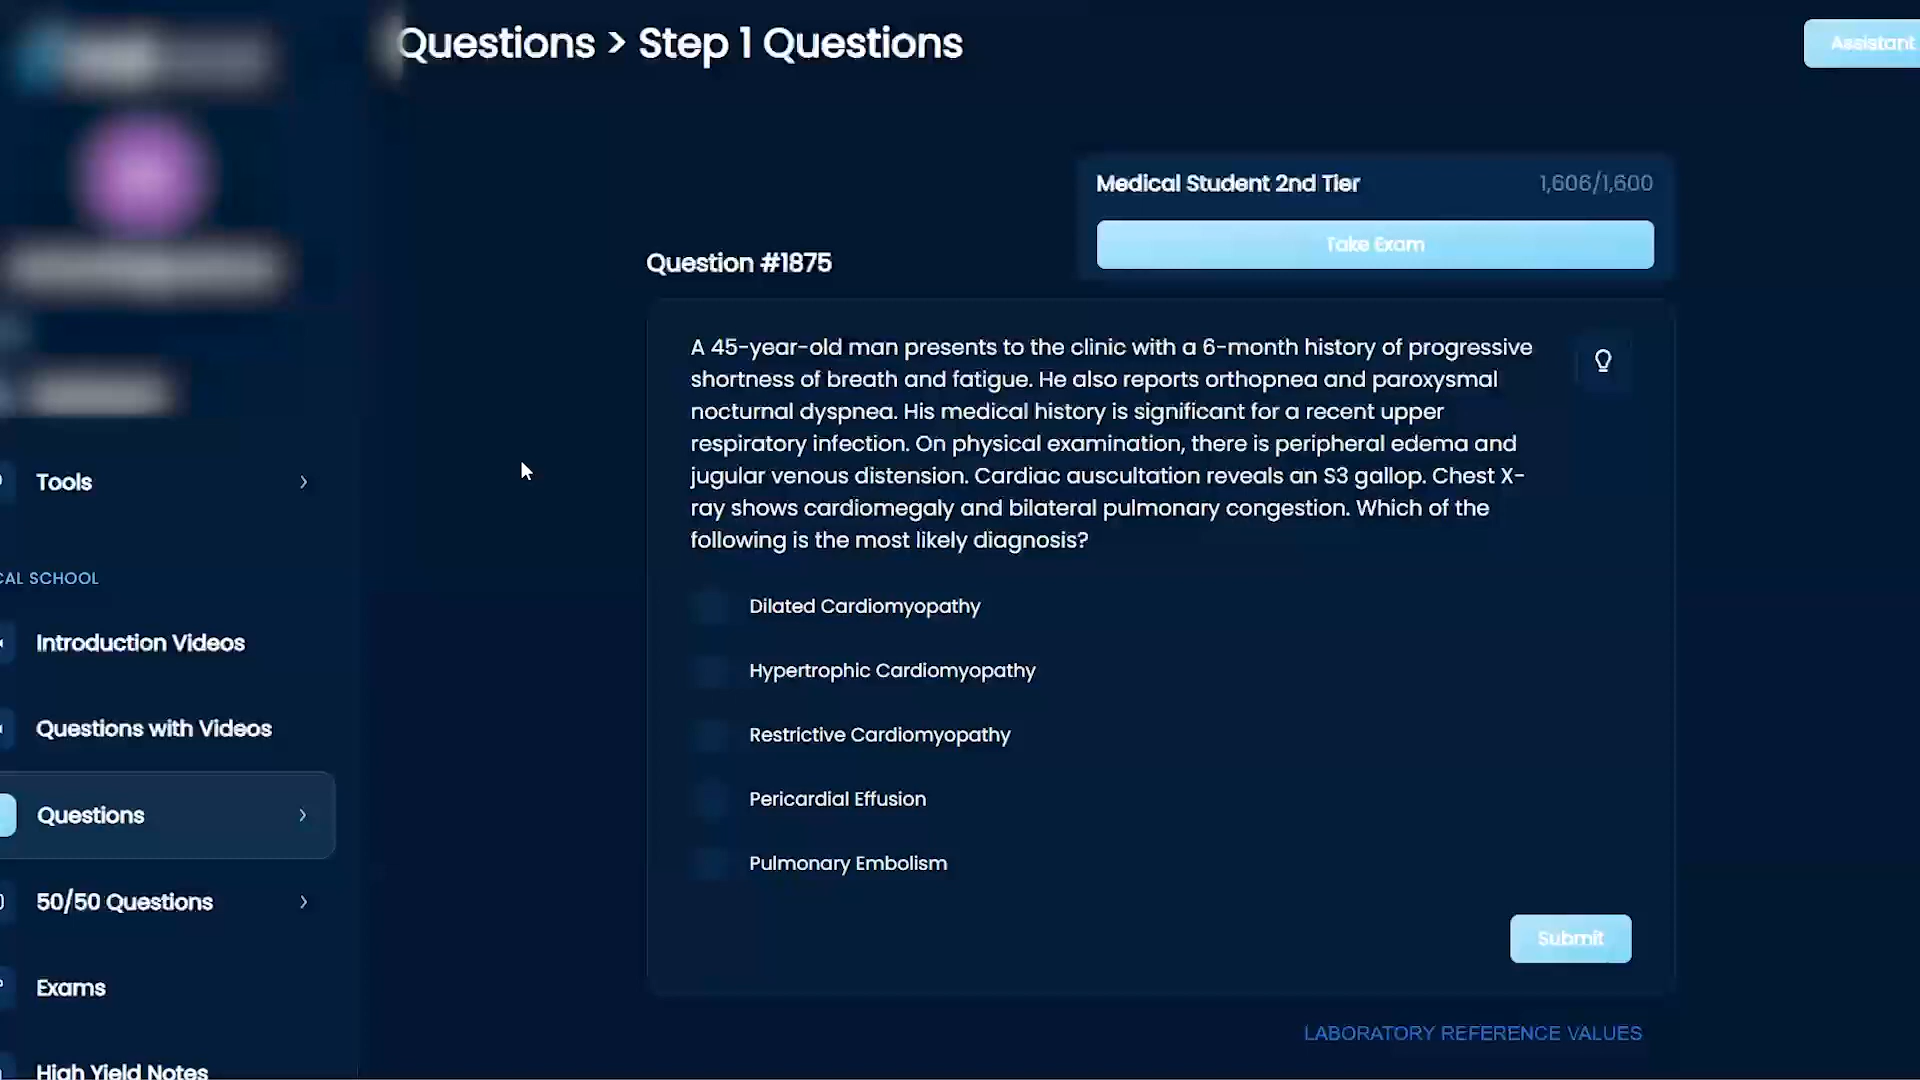 Questions > Step 1 Questions
Assistant
Medical Student 2nd Tier 1,606/1,600
Take Exam
Question #1875
A 45-year-old man presents to the clinic with a 6-month history of progressive
shortness of breath and fatigue. He also reports orthopnea and paroxysmal
nocturnal dyspnea. His medical history is significant for a recent upper
respiratory infection. On physical examination, there is peripheral edema and
jugular venous distension. Cardiac auscultation reveals an S3 gallop. Chest X-
ray shows cardiomegaly and bilateral pulmonary congestion. Which of the
following is the most likely diagnosis?
Dilated Cardiomyopathy
Hypertrophic Cardiomyopathy
Restrictive Cardiomyopathy
Pericardial Effusion
Pulmonary Embolism
Submit
LABORATORY REFERENCE VALUES
Tools
CAL SCHOOL
Introduction Videos
Questions with Videos
Questions
50/50 Questions
Exams
High Yield Notes